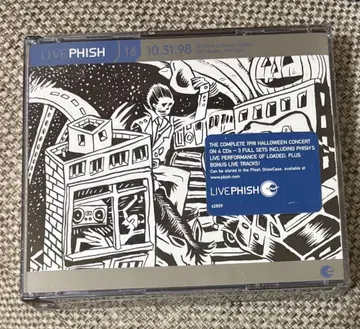 LIVEPHISH 16 10.31.98
THE COMPLETE 1998 HALLOWEEN CONCERT
ON 4 CDs – 3 FULL SETS INCLUDING PHISH'S
LIVE PERFORMANCE OF LOADED. PLUS
BONUS LIVE TRACKS!
Can be stored in the Phish ShowCase, available at
www.phish.com
LIVEPHISH